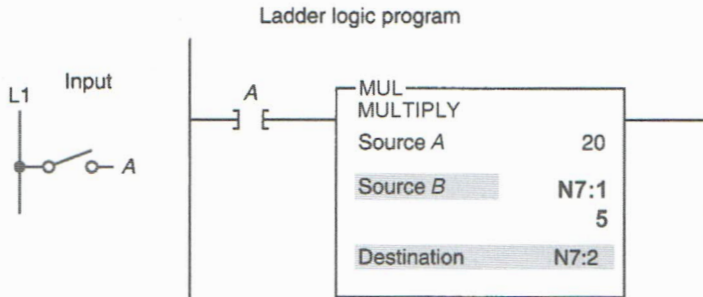 Ladder logic program
Input
L1
A
A
MUL
MULTIPLY
Source A 20
Source B N7:1
5
Destination N7:2